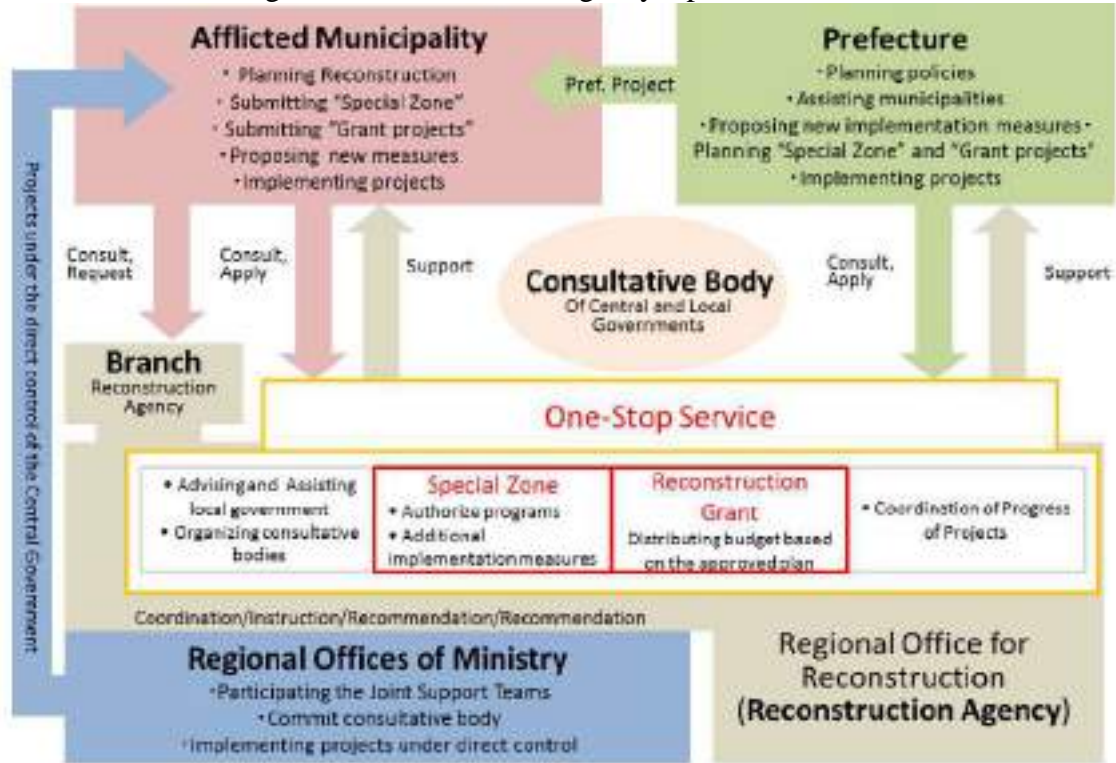 Afflicted Municipality
· Planning Reconstruction
· Submitting "Special Zone"
· Submitting "Grant projects"
· Proposing new measures
· Implementing projects
Pref. Project
Prefecture
· Planning policies
· Assisting municipalities
· Proposing new implementation measures ·
Planning "Special Zone" and "Grant projects"
· Implementing projects
Projects under the direct control of the Central Government
Consult,
Request
Consult,
Apply
Support
Consultative Body
Of Central and Local
Governments
Consult,
Apply
Support
Branch
Reconstruction
Agency
One-Stop Service
• Advising and Assisting
local government
• Organizing consultative
bodies
Special Zone
• Authorize programs
• Additional
implementation measures
Reconstruction
Grant
Distributing budget based
on the approved plan
• Coordination of Progress
of Projects
Coordination/Instruction/Recommendation/Recommendation
Regional Offices of Ministry
· Participating the Joint Support Teams
· Commit consultative body
· Implementing projects under direct control
Regional Office for
Reconstruction
(Reconstruction Agency)